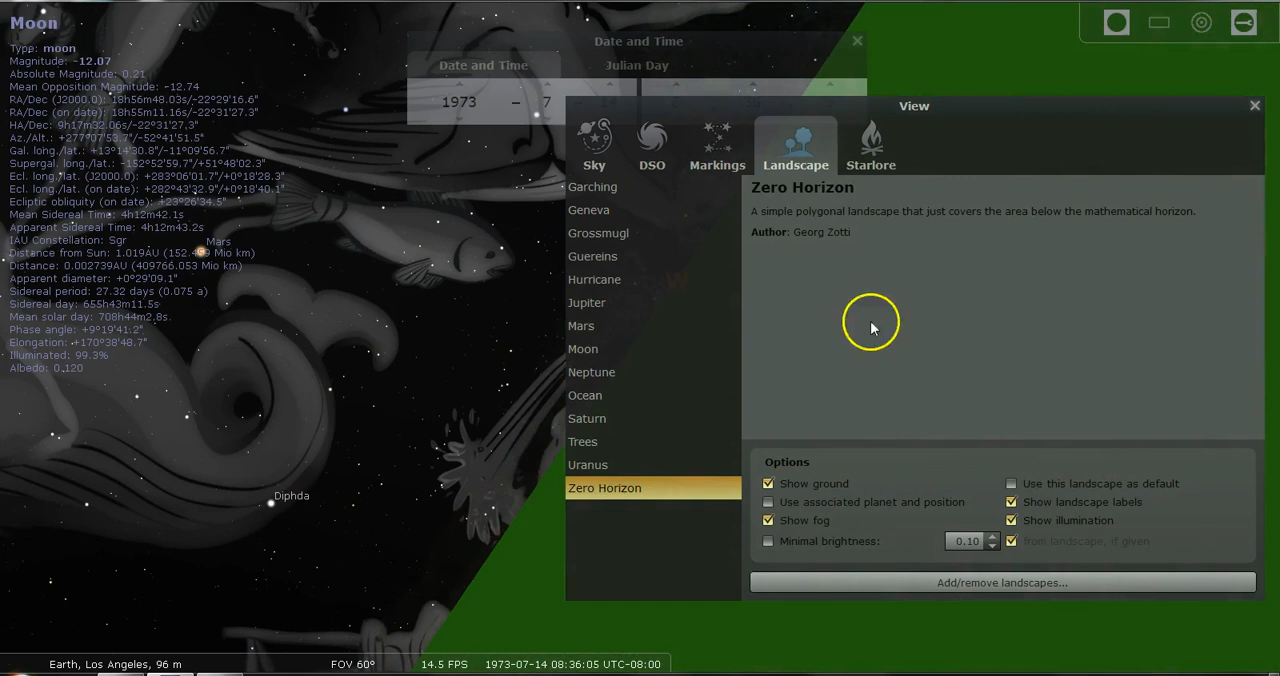 Moon
Type: moon
Magnitude: -12.07
Absolute Magnitude: 0.21
Mean Opposition Magnitude: -12.74
RA/Dec (J2000.0): 18h56m48.03s/-22°29'16.6"
RA/Dec (on date): 18h55m11.16s/-22°31'27.3"
HA/Dec: 9h17m32.06s/-22°31'27.3"
Az./Alt.: +277°07'53.7"/-52°41'51.5"
Gal. long./lat.: +13°14'30.8"/-11°09'56.7"
Supergal. long./lat.: -152°52'59.7"/+51°48'02.3"
Ecl. long./lat. (J2000.0): +283°06'01.7"/+0°18'28.3"
Ecl. long./lat. (on date): +282°43'32.9"/+0°18'40.1"
Ecliptic obliquity (on date): +23°26'34.5"
Mean Sidereal Time: 4h12m42.1s
Apparent Sidereal Time: 4h12m43.2s
IAU Constellation: Sgr
Distance from Sun: 1.019AU (152. Mio km)
Distance: 0.002739AU (409766.053 Mio km)
Apparent diameter: +0°29'09.1"
Sidereal period: 27.32 days (0.075 a)
Sidereal day: 655h43m11.5s
Mean solar day: 708h44m2.8s
Phase angle: +9°19'41.2"
Elongation: +170°38'48.7"
Illuminated: 99.3%
Albedo: 0.120
Mars
Diphda
Date and Time
Date and Time
Julian Day
1973 – 7 –
View
Sky
DSO
Markings
Landscape
Starlore
Garching
Geneva
Grossmugl
Guereins
Hurricane
Jupiter
Mars
Moon
Neptune
Ocean
Saturn
Trees
Uranus
Zero Horizon
Zero Horizon
A simple polygonal landscape that just covers the area below the mathematical horizon.
Author: Georg Zotti
Options
Show ground
Use this landscape as default
Use associated planet and position
Show landscape labels
Show fog
Show illumination
Minimal brightness:
0.10
from landscape, if given
Add/remove landscapes...
Earth, Los Angeles, 96 m
FOV 60°
14.5 FPS
1973-07-14 08:36:05 UTC-08:00